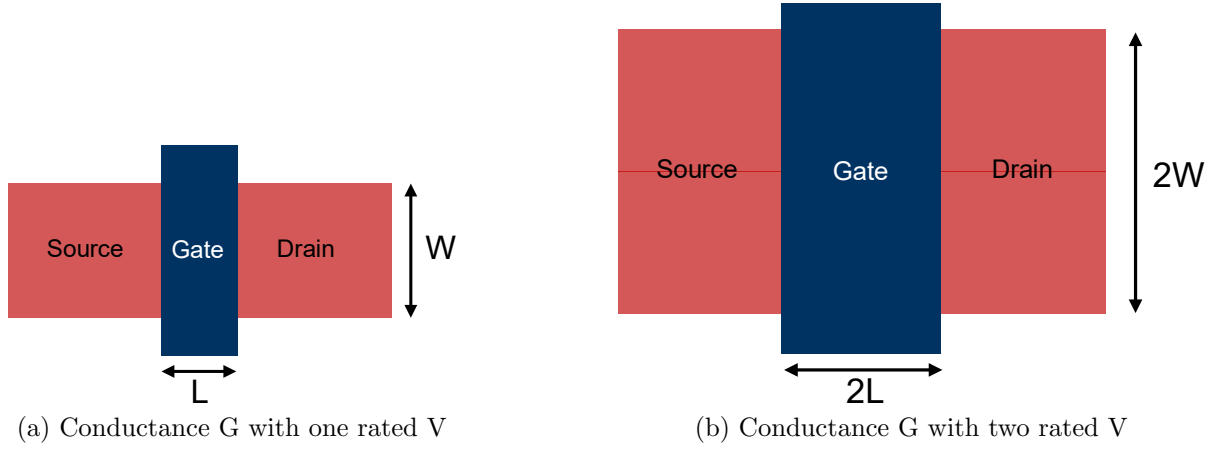 Source
Gate
Drain
W
L
(a) Conductance G with one rated V
Source
Gate
Drain
2W
2L
(b) Conductance G with two rated V